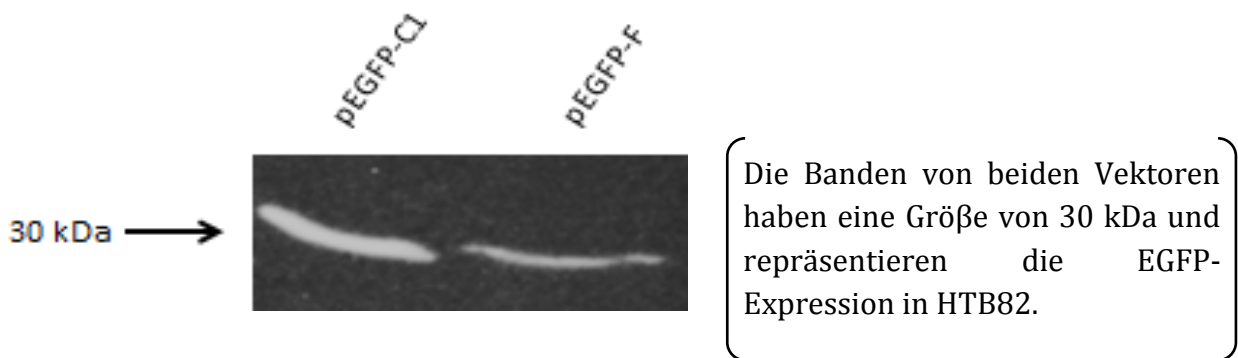 pEGFP-C1
pEGFP-F
30 kDa
Die Banden von beiden Vektoren
haben eine Gröβe von 30 kDa und
repräsentieren die EGFP-
Expression in HTB82.